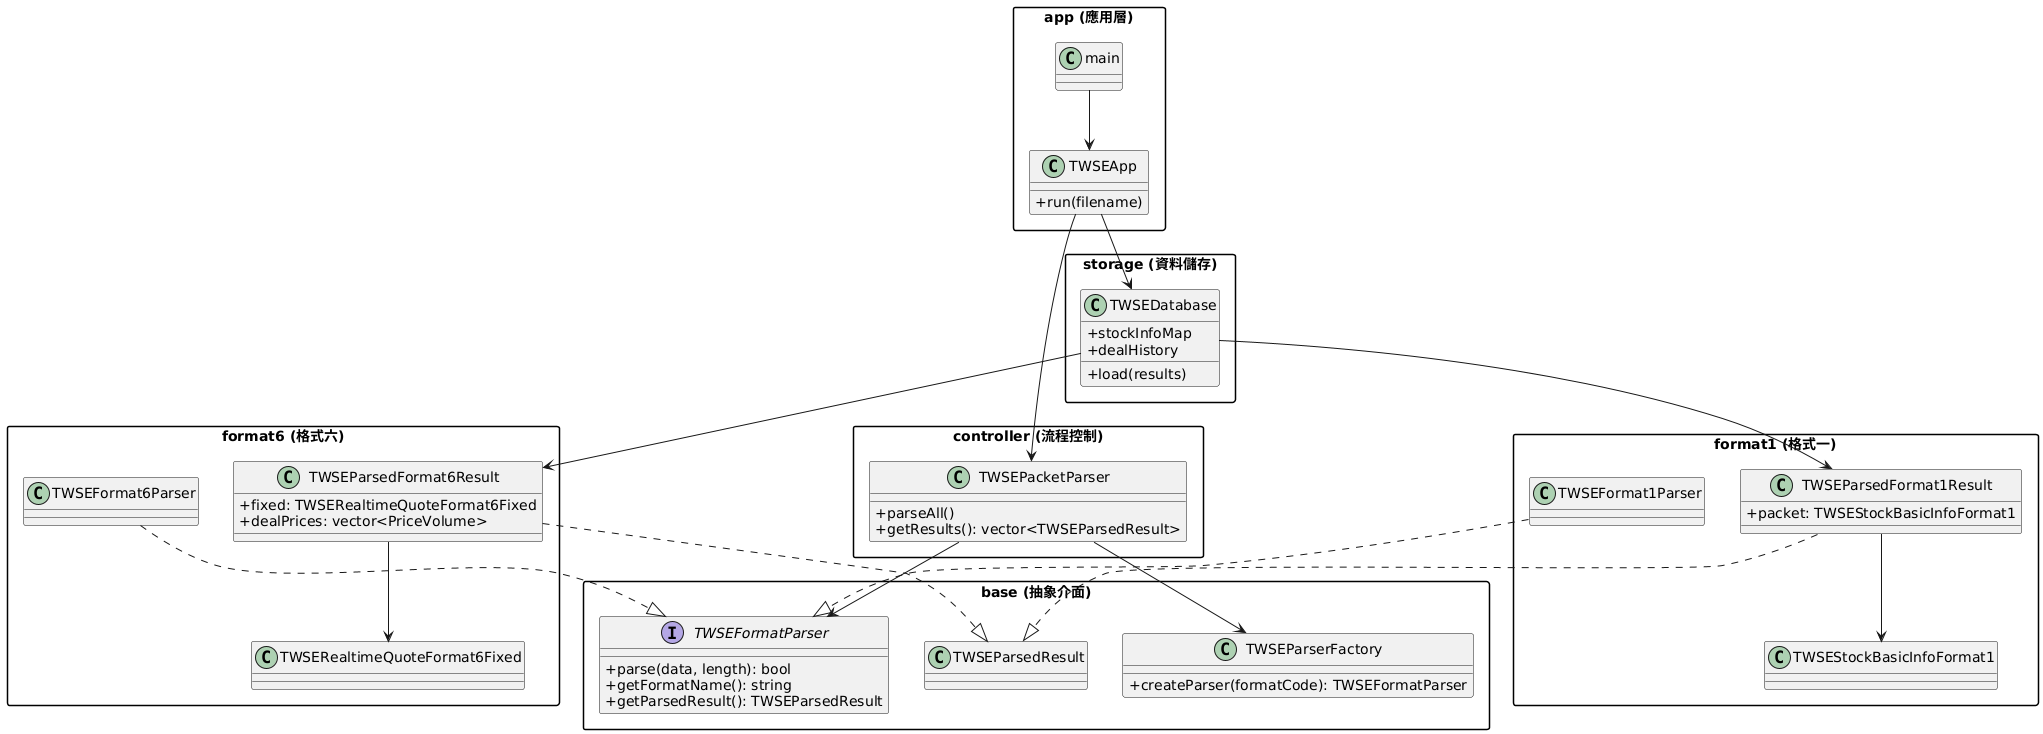 app (應用層)
C main
C TWSEApp
+run(filename)
storage (資料儲存)
C TWSEDatabase
+stockInfoMap
+dealHistory
+load(results)
format6 (格式六)
C TWSEFormat6Parser
C TWSEParsedFormat6Result
+fixed: TWSERealtimeQuoteFormat6Fixed
+dealPrices: vector<PriceVolume>
C TWSERealtimeQuoteFormat6Fixed
controller (流程控制)
C TWSEPacketParser
+parseAll()
+getResults(): vector<TWSEParsedResult>
format1 (格式一)
C TWSEFormat1Parser
C TWSEParsedFormat1Result
+packet: TWSEStockBasicInfoFormat1
C TWSEStockBasicInfoFormat1
base (抽象介面)
I TWSEFormatParser
+parse(data, length): bool
+getFormatName(): string
+getParsedResult(): TWSEParsedResult
C TWSEParsedResult
C TWSEParserFactory
+createParser(formatCode): TWSEFormatParser